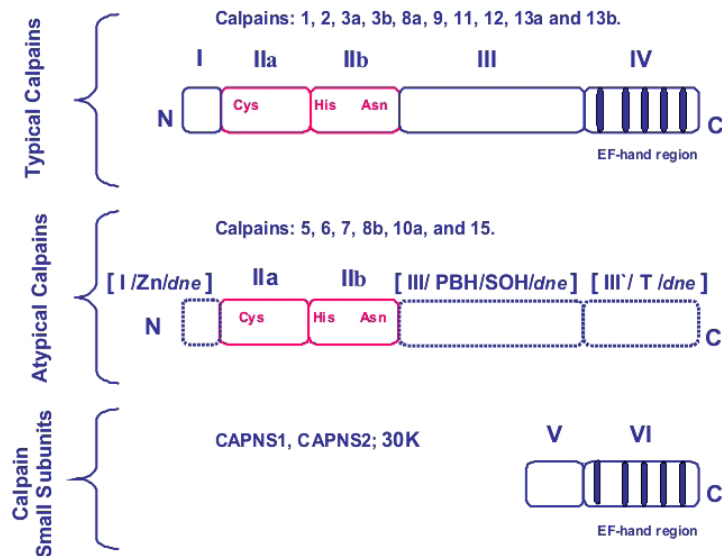 Calpains: 1, 2, 3a, 3b, 8a, 9, 11, 12, 13a and 13b.
Typical Calpains
I IIa IIb III IV
Cys His Asn
N C
EF-hand region
Calpains: 5, 6, 7, 8b, 10a, and 15.
Atypical Calpains
IIa IIb
[ I /Zn/dne ] [ III/ PBH/SOH/dne ] [ III`/ T /dne ]
Cys His Asn
N C
Calpain
Small Subunits
CAPNS1, CAPNS2; 30K
V VI
C
EF-hand region